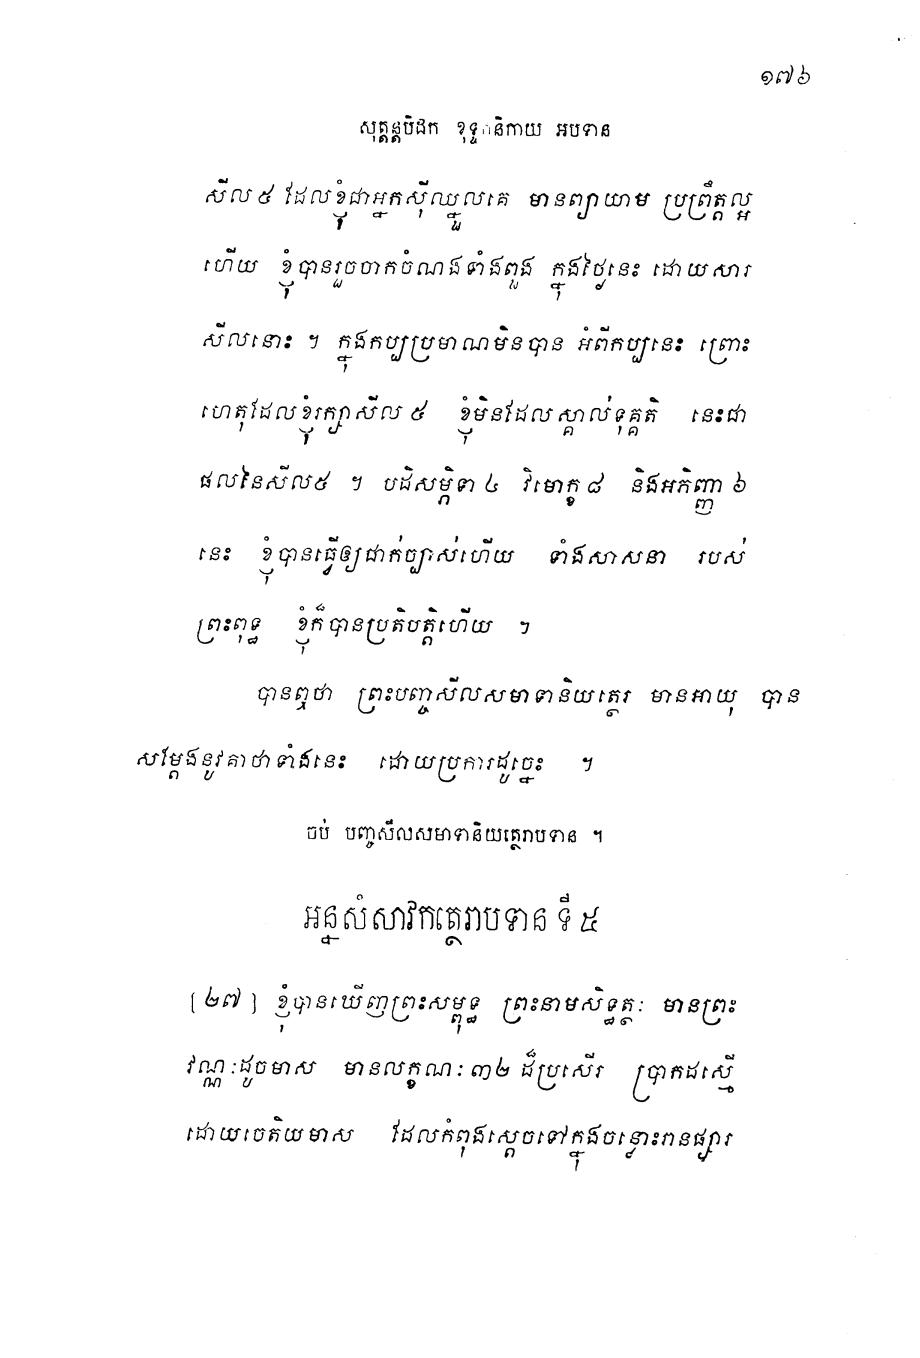 ១៧៦
សុត្តន្តបិដក ខុទ្ទកនិកាយ អបទាន
សីល ៥ ដែលខ្ញុំជាអ្នកស៊ីឈ្នួលគេ មានព្យាយាម ប្រព្រឹត្តល្អ
ហើយ ខ្ញុំបានរួចចាកចំណងទាំងពួង ក្នុងថ្ងៃនេះ ដោយសារ
សីលនោះ ។ ក្នុងកប្បប្រមាណមិនបាន អំពីកប្បនេះ ព្រោះ
ហេតុដែលខ្ញុំរក្សាសីល ៥ ខ្ញុំមិនដែលស្គាល់ទុគ្គតិ នេះជា
ផលនៃសីល៥ ។ បដិសម្ភិទា ៤ វិមោក្ខ ៨ និងអភិញ្ញា ៦
នេះ ខ្ញុំបានធ្វើឲ្យជាក់ច្បាស់ហើយ ទាំងសាសនា របស់
ព្រះពុទ្ធ ខ្ញុំក៏បានប្រតិបត្តិហើយ ។
បានឮថា ព្រះបញ្ចសីលសមាទានិយត្ថេរ មានអាយុ បាន
សម្ដែងនូវគាថាទាំងនេះ ដោយប្រការដូច្នេះ ។
ចប់ បញ្ចសីលសមាទានិយត្ថេរាបទាន ។
អន្នសំសាវកត្ថេរាបទាន ទី ៥
[២៧] ខ្ញុំបានឃើញព្រះសម្ពុទ្ធ ព្រះនាមសិទ្ធត្ថៈ មានព្រះ
វណ្ណៈដូចមាស មានលក្ខណៈ ៣២ ដ៏ប្រសើរ ប្រាកដស្មើ
ដោយចេតិយមាស ដែលកំពុងស្ដេចទៅក្នុងចន្លោះរានផ្សារ